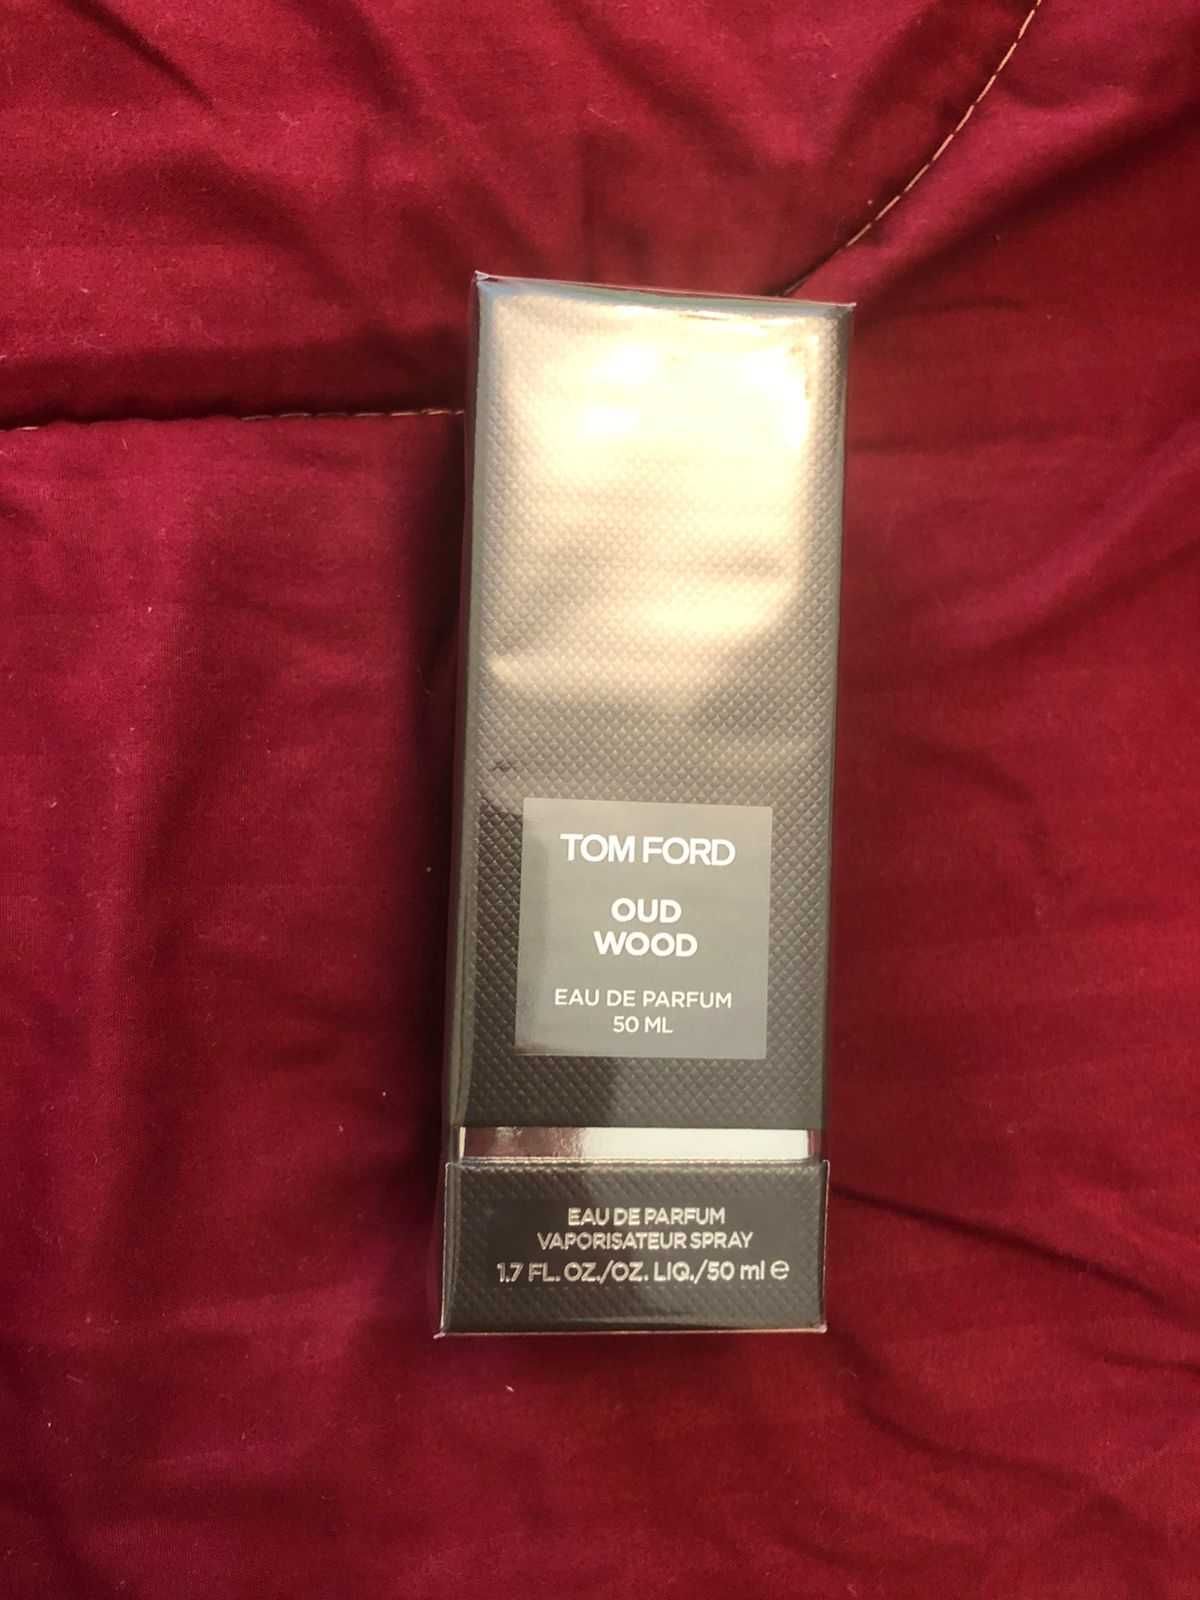 TOM FORD
OUD
WOOD
EAU DE PARFUM
50 ML
EAU DE PARFUM
VAPORISATEUR SPRAY
1.7 FL. OZ./OZ. LIQ./50 ml ℮